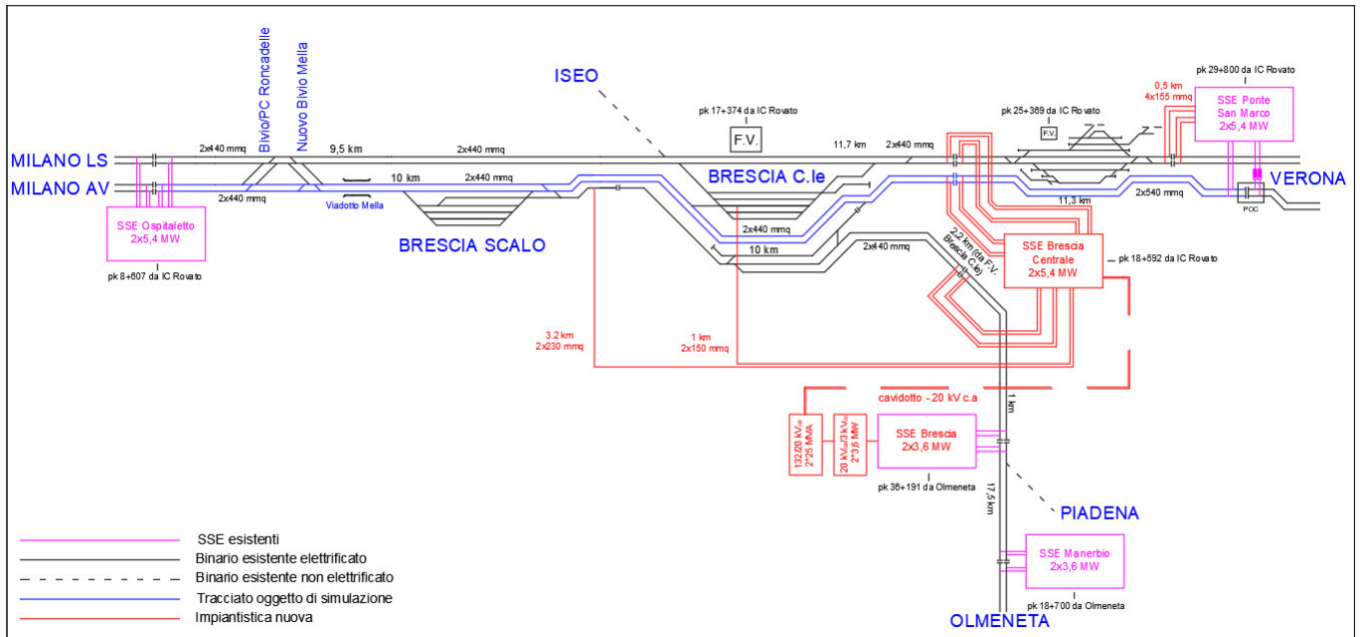 Bivio/PC Roncadelle
Nuovo Bivio Mella
ISEO
pk 17+374 da IC Rovato
F.V.
pk 25+369 da IC Rovato
F.V.
0,5 km
4x155 mmq
pk 29+800 da IC Rovato
SSE Ponte
San Marco
2x5,4 MW
MILANO LS
2x440 mmq
9,5 km
2x440 mmq
11,7 km
2x440 mmq
MILANO AV
2x440 mmq
10 km
2x440 mmq
Viadotto Mella
BRESCIA C.le
VERONA
POC
2x540 mmq
11,3 km
SSE Ospitaletto
2x5,4 MW
pk 8+607 da IC Rovato
BRESCIA SCALO
2x440 mmq
10 km
2x440 mmq
2,2 km (da F.V.
Brescia C.le)
SSE Brescia
Centrale
2x5,4 MW
pk 18+592 da IC Rovato
3,2 km
2x230 mmq
1 km
2x150 mmq
cavidotto - 20 kV c.a
1 km
132/20 kVca
2*25 MVA
20 kVca/3 kVcc
2*3,6 MW
SSE Brescia
2x3,6 MW
pk 36+191 da Olmeneta
17,5 km
PIADENA
SSE Manerbio
2x3,6 MW
pk 18+700 da Olmeneta
OLMENETA
SSE esistenti
Binario esistente elettrificato
Binario esistente non elettrificato
Tracciato oggetto di simulazione
Impiantistica nuova